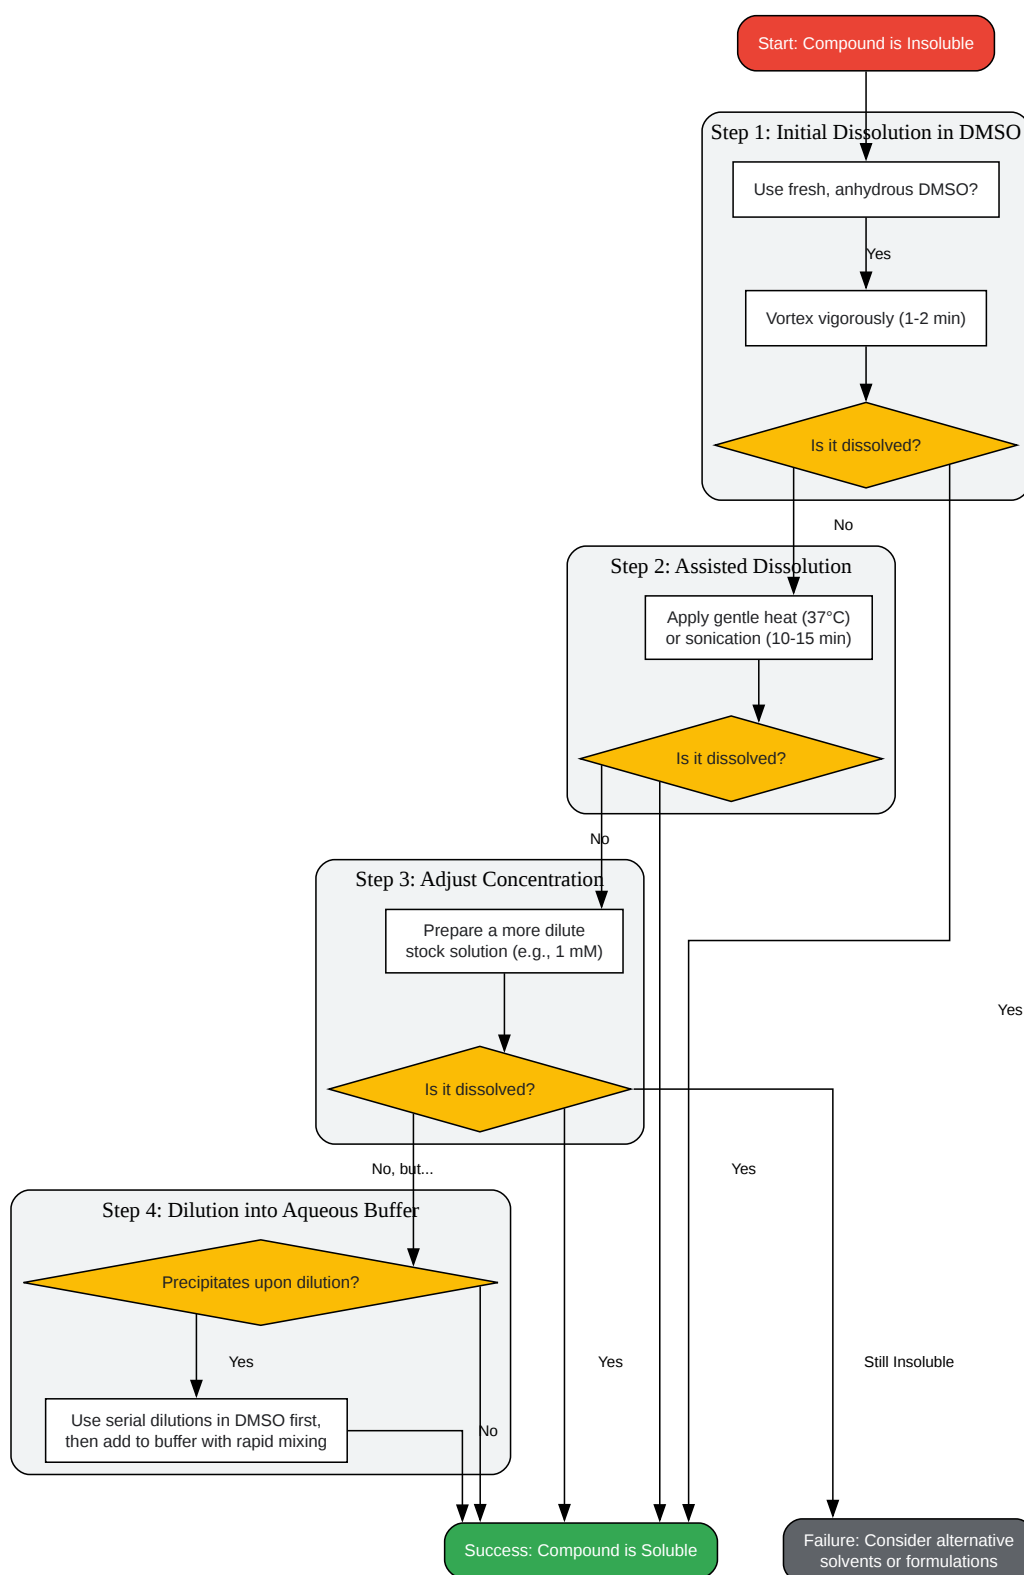 Start: Compound is Insoluble
Step 1: Initial Dissolution in DMSO
Use fresh, anhydrous DMSO?
Yes
Vortex vigorously (1-2 min)
Is it dissolved?
No
Step 2: Assisted Dissolution
Apply gentle heat (37°C)
or sonication (10-15 min)
Is it dissolved?
No
Step 3: Adjust Concentration
Prepare a more dilute
stock solution (e.g., 1 mM)
Yes
Is it dissolved?
No, but...
Yes
Step 4: Dilution into Aqueous Buffer
Precipitates upon dilution?
Yes
Yes
Still Insoluble
Use serial dilutions in DMSO first,
then add to buffer with rapid mixing
No
Success: Compound is Soluble
Failure: Consider alternative
solvents or formulations